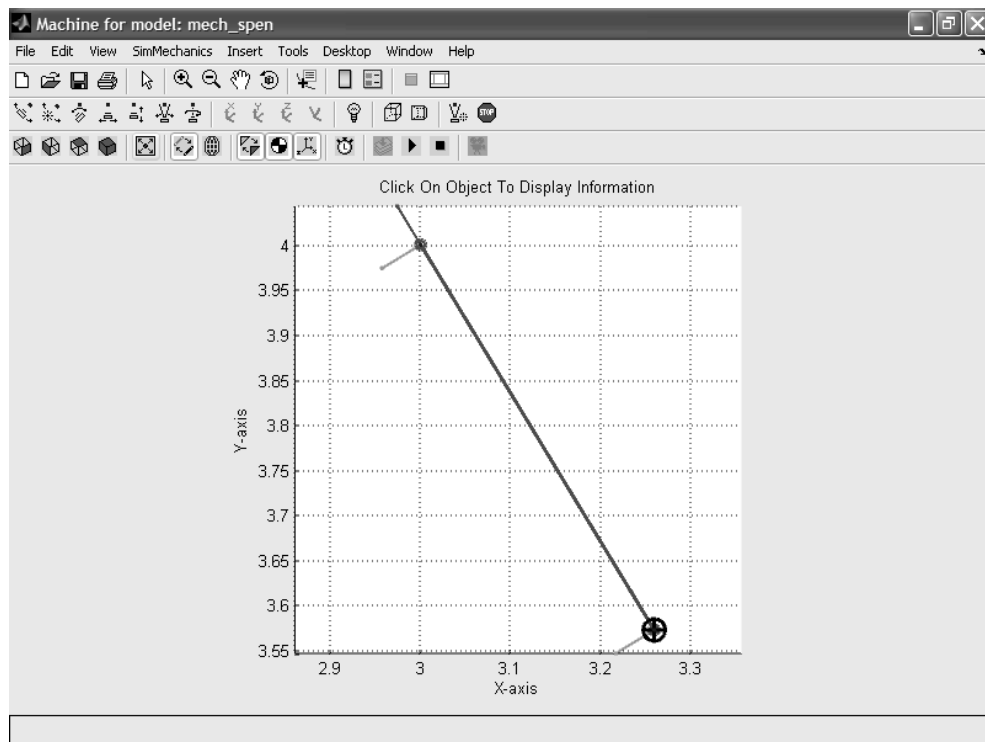 Machine for model: mech_spen
File Edit View SimMechanics Insert Tools Desktop Window Help
STOP
Click On Object To Display Information
4
3.95
3.9
3.85
3.8
3.75
3.7
3.65
3.6
3.55
Y-axis
2.9 3 3.1 3.2 3.3
X-axis